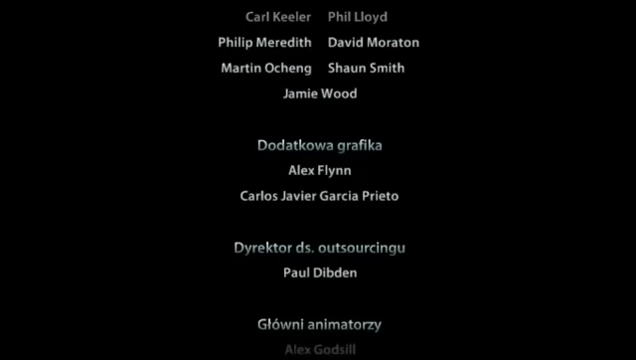 Carl Keeler Phil Lloyd
Philip Meredith David Moraton
Martin Ocheng Shaun Smith
Jamie Wood
Dodatkowa grafika
Alex Flynn
Carlos Javier Garcia Prieto
Dyrektor ds. outsourcingu
Paul Dibden
Główni animatorzy
Alex Godsill